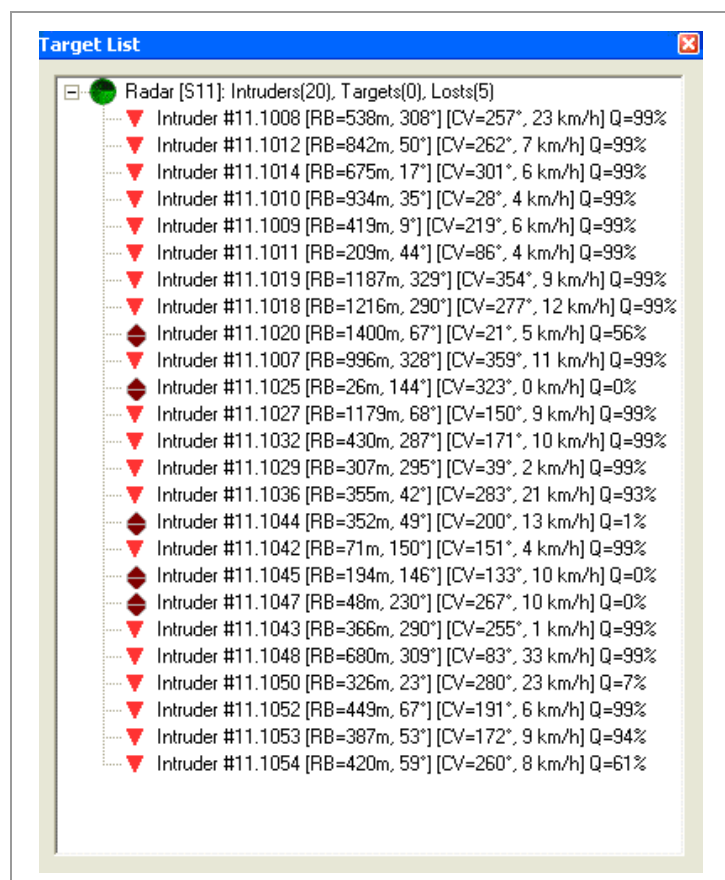 Target List
Radar [S11]: Intruders(20), Targets(0), Losts(5)
Intruder #11.1008 [RB=538m, 308°] [CV=257°, 23 km/h] Q=99%
Intruder #11.1012 [RB=842m, 50°] [CV=262°, 7 km/h] Q=99%
Intruder #11.1014 [RB=675m, 17°] [CV=301°, 6 km/h] Q=99%
Intruder #11.1010 [RB=934m, 35°] [CV=28°, 4 km/h] Q=99%
Intruder #11.1009 [RB=419m, 9°] [CV=219°, 6 km/h] Q=99%
Intruder #11.1011 [RB=209m, 44°] [CV=86°, 4 km/h] Q=99%
Intruder #11.1019 [RB=1187m, 329°] [CV=354°, 9 km/h] Q=99%
Intruder #11.1018 [RB=1216m, 290°] [CV=277°, 12 km/h] Q=99%
Intruder #11.1020 [RB=1400m, 67°] [CV=21°, 5 km/h] Q=56%
Intruder #11.1007 [RB=996m, 328°] [CV=359°, 11 km/h] Q=99%
Intruder #11.1025 [RB=26m, 144°] [CV=323°, 0 km/h] Q=0%
Intruder #11.1027 [RB=1179m, 68°] [CV=150°, 9 km/h] Q=99%
Intruder #11.1032 [RB=430m, 287°] [CV=171°, 10 km/h] Q=99%
Intruder #11.1029 [RB=307m, 295°] [CV=39°, 2 km/h] Q=99%
Intruder #11.1036 [RB=355m, 42°] [CV=283°, 21 km/h] Q=93%
Intruder #11.1044 [RB=352m, 49°] [CV=200°, 13 km/h] Q=1%
Intruder #11.1042 [RB=71m, 150°] [CV=151°, 4 km/h] Q=99%
Intruder #11.1045 [RB=194m, 146°] [CV=133°, 10 km/h] Q=0%
Intruder #11.1047 [RB=48m, 230°] [CV=267°, 10 km/h] Q=0%
Intruder #11.1043 [RB=366m, 290°] [CV=255°, 1 km/h] Q=99%
Intruder #11.1048 [RB=680m, 309°] [CV=83°, 33 km/h] Q=99%
Intruder #11.1050 [RB=326m, 23°] [CV=280°, 23 km/h] Q=7%
Intruder #11.1052 [RB=449m, 67°] [CV=191°, 6 km/h] Q=99%
Intruder #11.1053 [RB=387m, 53°] [CV=172°, 9 km/h] Q=94%
Intruder #11.1054 [RB=420m, 59°] [CV=260°, 8 km/h] Q=61%